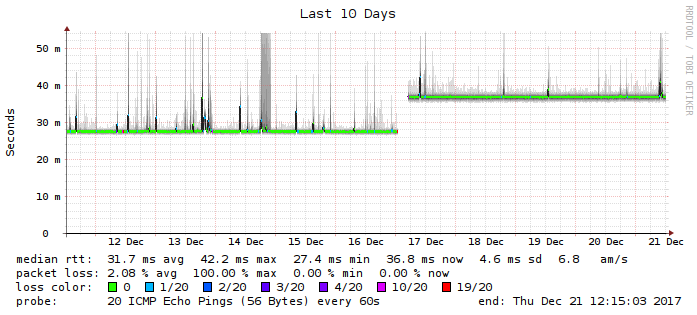 Last 10 Days
RRDTOOL / TOBI OETIKER
Seconds
50 m
40 m
30 m
20 m
10 m
0
12 Dec 13 Dec 14 Dec 15 Dec 16 Dec 17 Dec 18 Dec 19 Dec 20 Dec 21 Dec
median rtt: 31.7 ms avg 42.2 ms max 27.4 ms min 36.8 ms now 4.6 ms sd 6.8 am/s
packet loss: 2.08 % avg 100.00 % max 0.00 % min 0.00 % now
loss color: 0 1/20 2/20 3/20 4/20 10/20 19/20
probe: 20 ICMP Echo Pings (56 Bytes) every 60s end: Thu Dec 21 12:15:03 2017